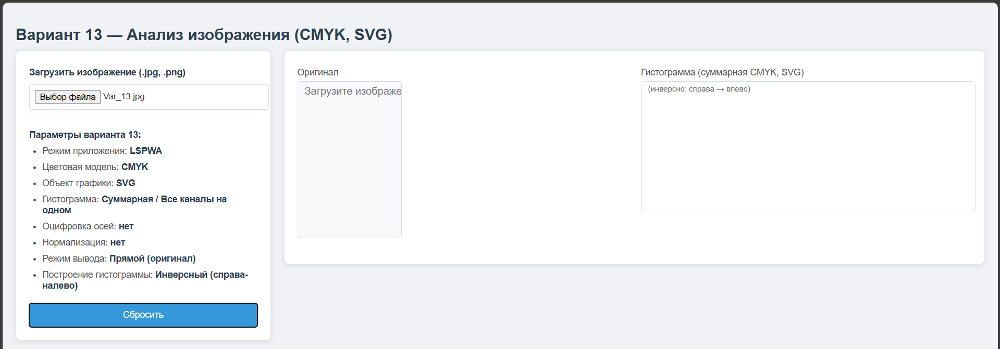 Вариант 13 — Анализ изображения (CMYK, SVG)
Загрузить изображение (.jpg, .png)
Выбор файла Var_13.jpg
Параметры варианта 13:
• Режим приложения: LSPWA
• Цветовая модель: CMYK
• Объект графики: SVG
• Гистограмма: Суммарная / Все каналы на
одном
• Оцифровка осей: нет
• Нормализация: нет
• Режим вывода: Прямой (оригинал)
• Построение гистограммы: Инверсный (справа-
налево)
Сбросить
Оригинал
Загрузите изображе
Гистограмма (суммарная CMYK, SVG)
(инверсно: справа → влево)